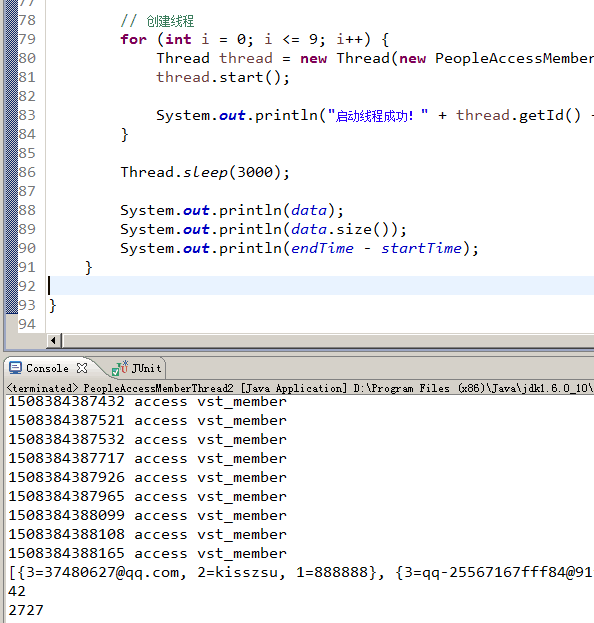 77
78 // 创建线程
79 for (int i = 0; i <= 9; i++) {
80 Thread thread = new Thread(new PeopleAccessMember
81 thread.start();
82
83 System.out.println("启动线程成功! " + thread.getId() -
84 }
85
86 Thread.sleep(3000);
87
88 System.out.println(data);
89 System.out.println(data.size());
90 System.out.println(endTime - startTime);
91 }
92
93 }
94
Console JUnit
<terminated> PeopleAccessMemberThread2 [Java Application] D:\Program Files (x86)\Java\jdk1.6.0_10\
1508384387432 access vst_member
1508384387521 access vst_member
1508384387532 access vst_member
1508384387717 access vst_member
1508384387926 access vst_member
1508384387965 access vst_member
1508384388099 access vst_member
1508384388108 access vst_member
1508384388165 access vst_member
[{3=37480627@qq.com, 2=kisszsu, 1=888888}, {3=qq-25567167fff84@91
42
2727